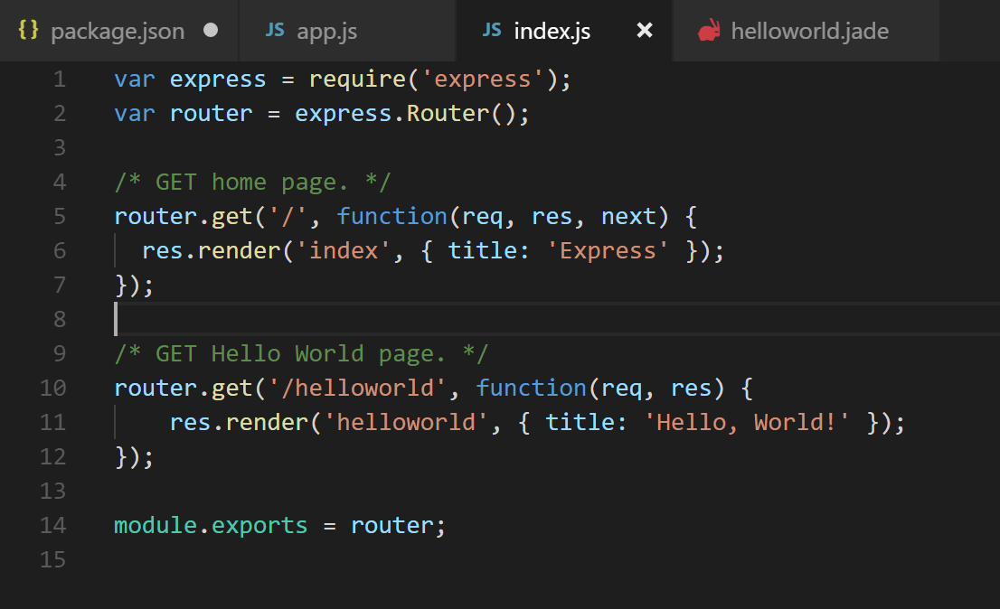 {} package.json ● JS app.js JS index.js × helloworld.jade
1 var express = require('express');
2 var router = express.Router();
3
4 /* GET home page. */
5 router.get('/', function(req, res, next) {
6   res.render('index', { title: 'Express' });
7 });
8
9 /* GET Hello World page. */
10 router.get('/helloworld', function(req, res) {
11     res.render('helloworld', { title: 'Hello, World!' });
12 });
13
14 module.exports = router;
15